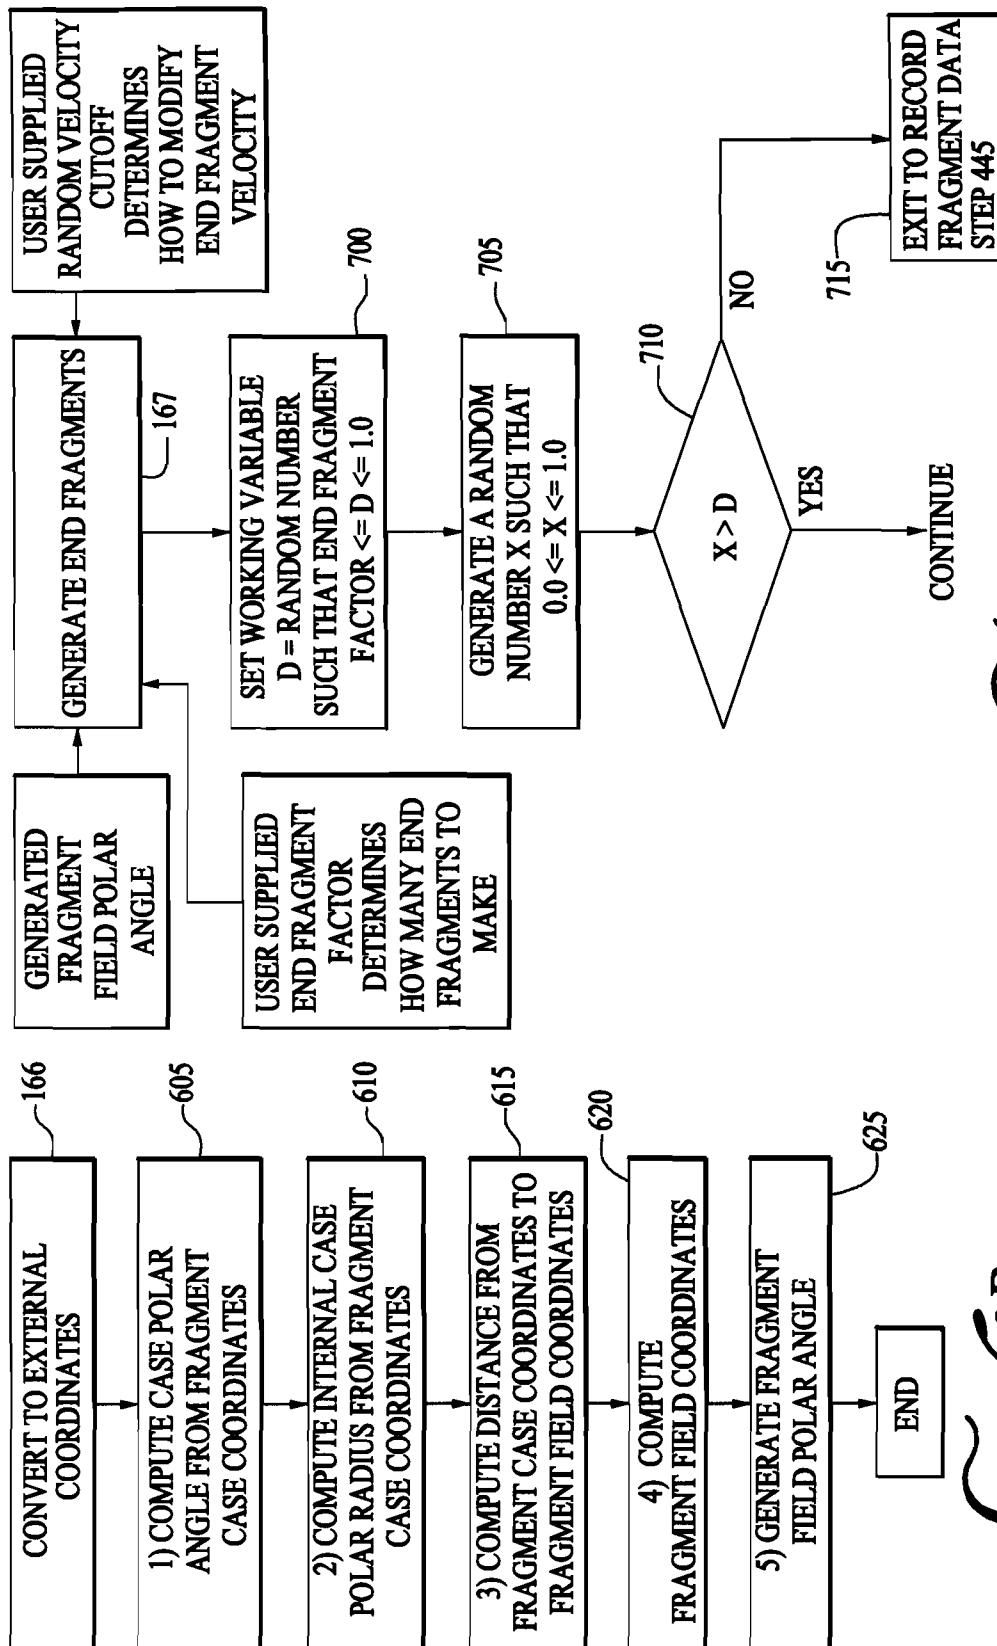 CONVERT TO EXTERNAL
COORDINATES
166
1) COMPUTE CASE POLAR
ANGLE FROM FRAGMENT
CASE COORDINATES
605
2) COMPUTE INTERNAL CASE
POLAR RADIUS FROM FRAGMENT
CASE COORDINATES
610
3) COMPUTE DISTANCE FROM
FRAGMENT CASE COORDINATES TO
FRAGMENT FIELD COORDINATES
615
4) COMPUTE
FRAGMENT FIELD COORDINATES
620
5) GENERATE FRAGMENT
FIELD POLAR ANGLE
625
END
GENERATED
FRAGMENT
FIELD POLAR
ANGLE
USER SUPPLIED
END FRAGMENT
FACTOR
DETERMINES
HOW MANY END
FRAGMENTS TO
MAKE
GENERATE END FRAGMENTS
167
USER SUPPLIED
RANDOM VELOCITY
CUTOFF
DETERMINES
HOW TO MODIFY
END FRAGMENT
VELOCITY
SET WORKING VARIABLE
D = RANDOM NUMBER
SUCH THAT END FRAGMENT
FACTOR <= D <= 1.0
700
GENERATE A RANDOM
NUMBER X SUCH THAT
0.0 <= X <= 1.0
705
X > D
710
NO
YES
CONTINUE
715
EXIT TO RECORD
FRAGMENT DATA
STEP 445